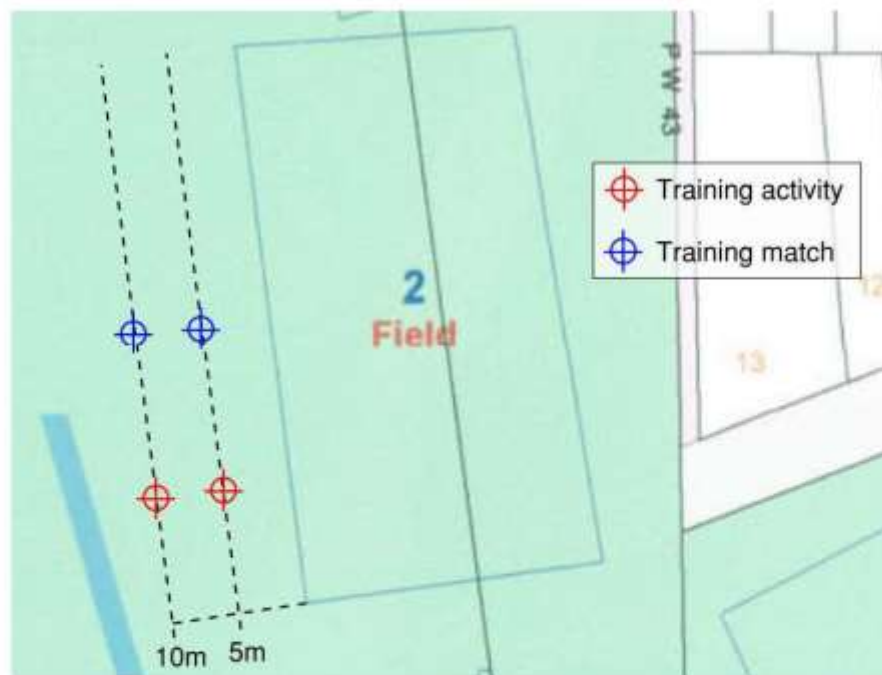 PW 43
Training activity
Training match
2
Field
12
13
10m
5m